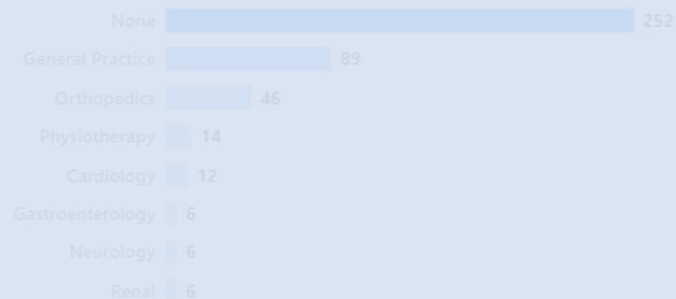 None 252
General Practice 89
Orthopedics 46
Physiotherapy 14
Cardiology 12
Gastroenterology 6
Neurology 6
Renal 6